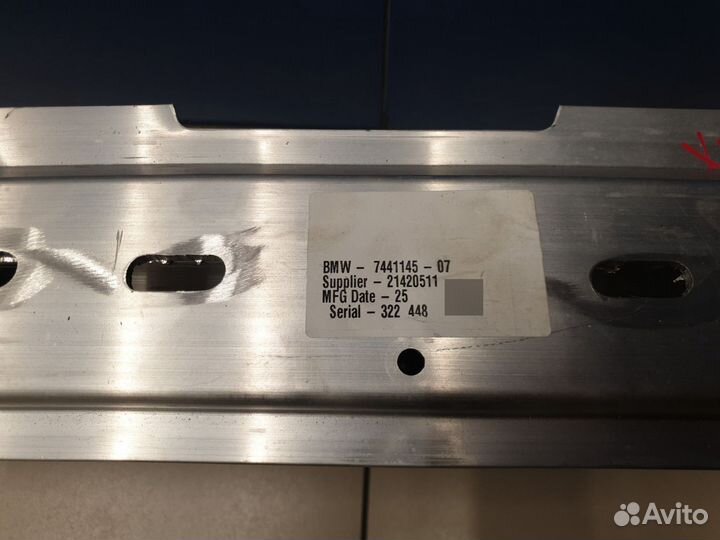 BMW - 7441145 - 07
Supplier - 21420511
MFG Date - 25
Serial - 322 448
Avito